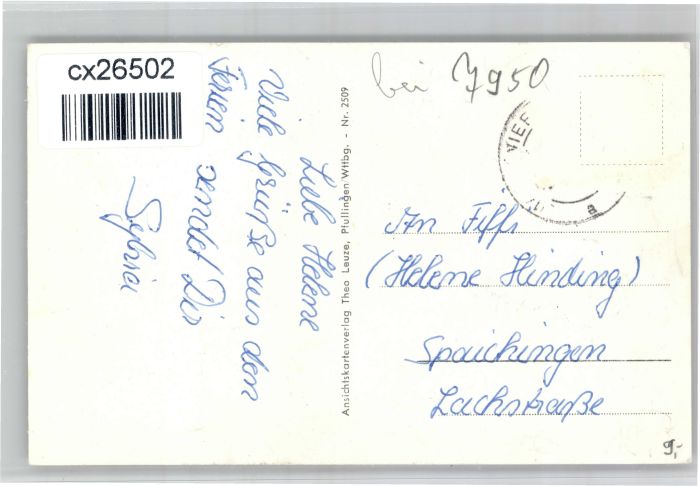 cx26502
bei 7950
Liebe Helene
Viele Grüße aus den
Ferien sendet Dir
Sylvia
Ansichtskartenverlag Theo Leuze, Pfullingen Wttbg. - Nr. 2509
An Fiffi
(Helene Hinding)
Spaichingen
Lachstraße
9,-